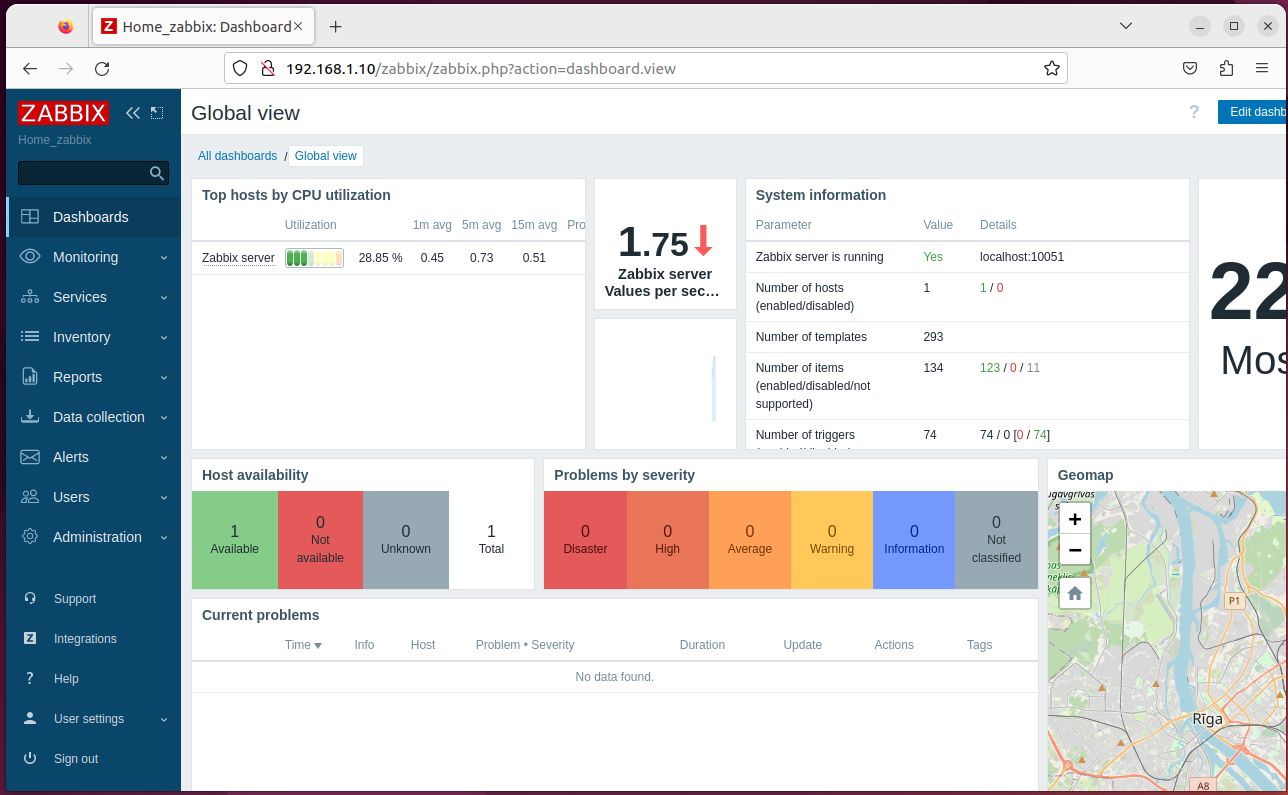 Home_zabbix: Dashboard
192.168.1.10/zabbix/zabbix.php?action=dashboard.view
ZABBIX
Home_zabbix
Dashboards
Monitoring
Services
Inventory
Reports
Data collection
Alerts
Users
Administration
Support
Integrations
Help
User settings
Sign out
Global view
? Edit dashb
All dashboards / Global view
Top hosts by CPU utilization
Utilization 1m avg 5m avg 15m avg Pro
Zabbix server 28.85 % 0.45 0.73 0.51
1.75
Zabbix server
Values per sec…
System information
Parameter Value Details
Zabbix server is running Yes localhost:10051
Number of hosts (enabled/disabled) 1 1 / 0
Number of templates 293
Number of items (enabled/disabled/not supported) 134 123 / 0 / 11
Number of triggers 74 74 / 0 [0 / 74]
22
Mos
Host availability
1 Available
0 Not available
0 Unknown
1 Total
Problems by severity
0 Disaster
0 High
0 Average
0 Warning
0 Information
0 Not classified
Geomap
+
−
P1
Rīga
A8
Current problems
Time Info Host Problem • Severity Duration Update Actions Tags
No data found.